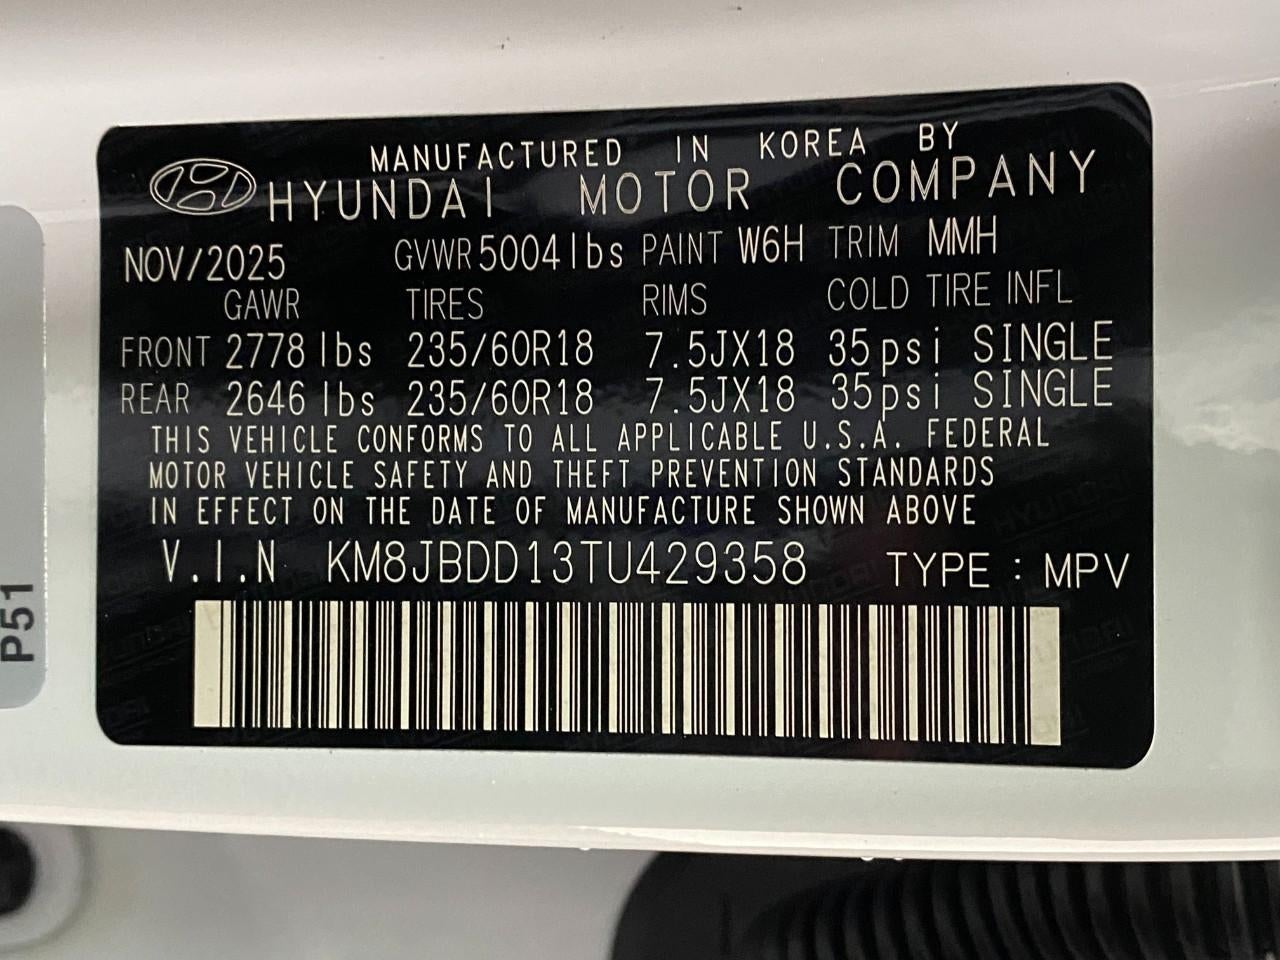 MANUFACTURED IN KOREA BY
HYUNDAI MOTOR COMPANY
NOV/2025 GVWR 5004 lbs PAINT W6H TRIM MMH
GAWR TIRES RIMS COLD TIRE INFL
FRONT 2778 lbs 235/60R18 7.5JX18 35psi SINGLE
REAR 2646 lbs 235/60R18 7.5JX18 35psi SINGLE
THIS VEHICLE CONFORMS TO ALL APPLICABLE U.S.A. FEDERAL
MOTOR VEHICLE SAFETY AND THEFT PREVENTION STANDARDS
IN EFFECT ON THE DATE OF MANUFACTURE SHOWN ABOVE
V.I.N KM8JBDD13TU429358 TYPE : MPV
P51